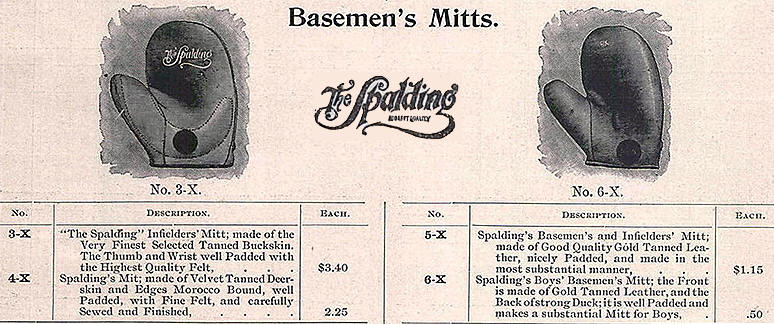 Basemen's Mitts.
The Spalding
The Spalding
HIGHEST QUALITY
No. 3-X.
No. 6-X.
No. DESCRIPTION. EACH.
3-X "The Spalding" Infielders' Mitt; made of the
Very Finest Selected Tanned Buckskin.
The Thumb and Wrist well Padded with
the Highest Quality Felt, . . . $3.40
4-X Spalding's Mit; made of Velvet Tanned Deer-
skin and Edges Morocco Bound, well
Padded, with Fine Felt, and carefully
Sewed and Finished, . . . . 2.25
No. DESCRIPTION. EACH.
5-X Spalding's Basemen's and Infielders' Mitt;
made of Good Quality Gold Tanned Lea-
ther, nicely Padded, and made in the
most substantial manner, . . . $1.15
6-X Spalding's Boys' Basemen's Mitt; the Front
is made of Gold Tanned Leather, and the
Back of strong Duck; it is well Padded and
makes a substantial Mitt for Boys, . .50